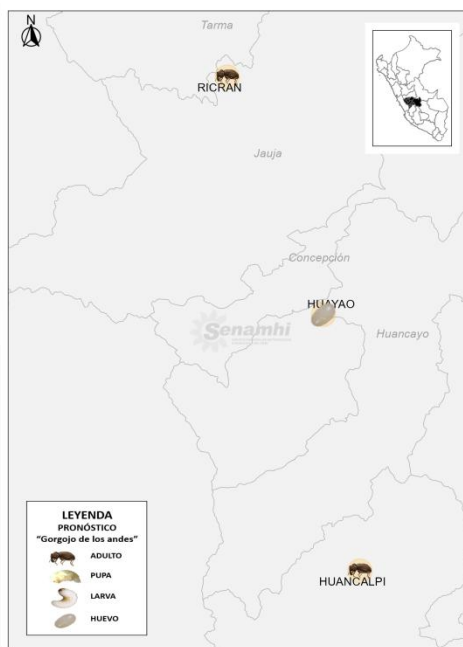 N
Tarma
RICRAN
Jauja
Concepción
HUAYAO
Senamhi
Huancayo
LEYENDA
PRONÓSTICO
“Gorgojo de los andes”
ADULTO
PUPA
LARVA
HUEVO
HUANCALPI